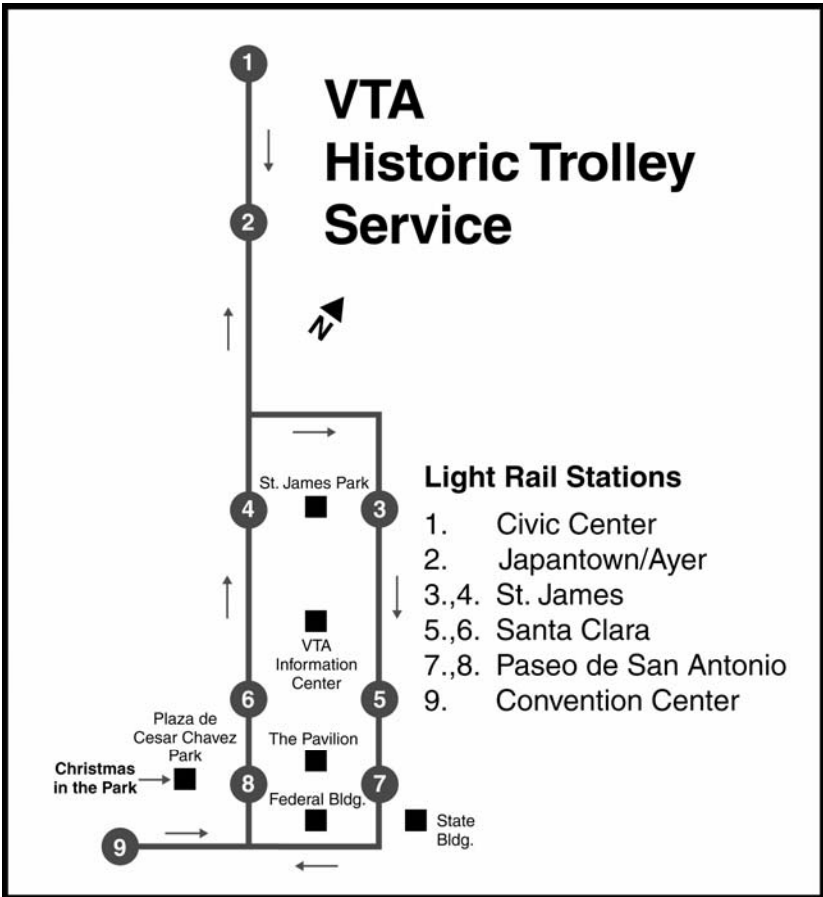 1
VTA
Historic Trolley
Service
2
N
St. James Park
4
3
Light Rail Stations
1. Civic Center
2. Japantown/Ayer
3.,4. St. James
5.,6. Santa Clara
7.,8. Paseo de San Antonio
9. Convention Center
VTA
Information
Center
6
5
Plaza de
Cesar Chavez
Park
The Pavilion
Christmas
in the Park
8
7
Federal Bldg.
State
Bldg.
9